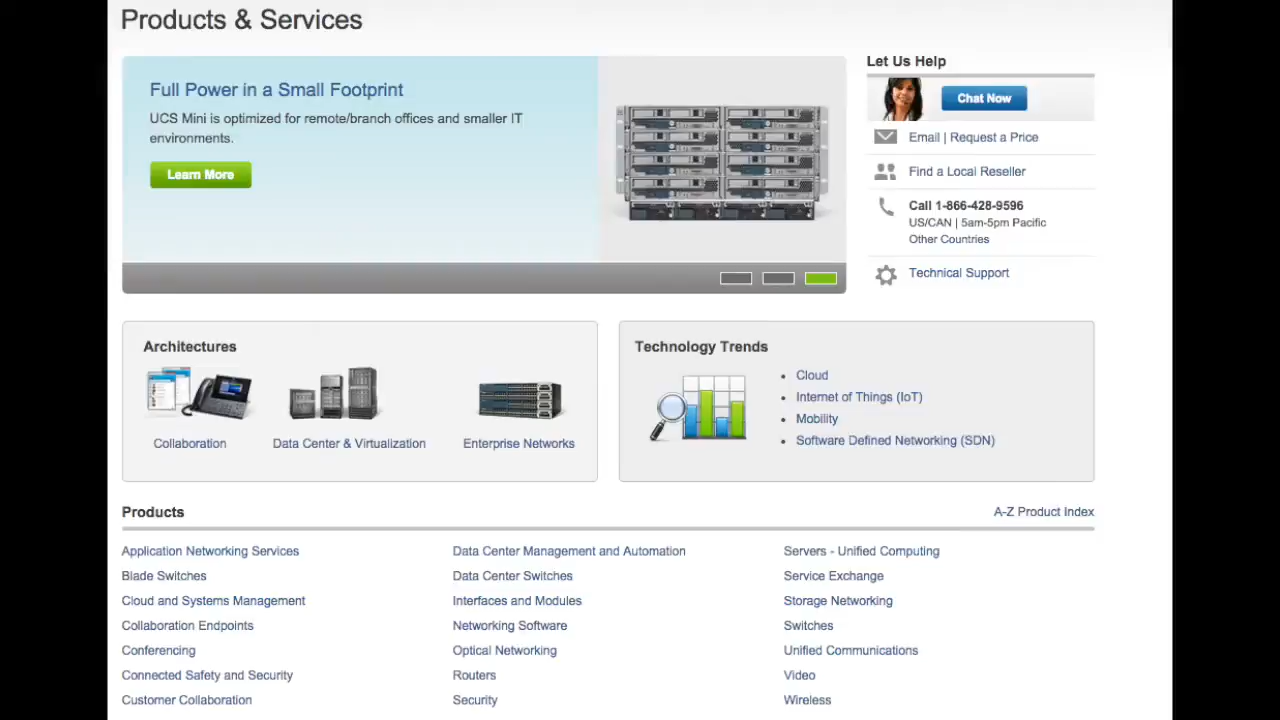 Products & Services
Full Power in a Small Footprint
UCS Mini is optimized for remote/branch offices and smaller IT
environments.
Learn More
Let Us Help
Chat Now
Email | Request a Price
Find a Local Reseller
Call 1-866-428-9596
US/CAN | 5am-5pm Pacific
Other Countries
Technical Support
Architectures
Collaboration
Data Center & Virtualization
Enterprise Networks
Technology Trends
Cloud
Internet of Things (IoT)
Mobility
Software Defined Networking (SDN)
Products
A-Z Product Index
Application Networking Services
Blade Switches
Cloud and Systems Management
Collaboration Endpoints
Conferencing
Connected Safety and Security
Customer Collaboration
Data Center Management and Automation
Data Center Switches
Interfaces and Modules
Networking Software
Optical Networking
Routers
Security
Servers - Unified Computing
Service Exchange
Storage Networking
Switches
Unified Communications
Video
Wireless